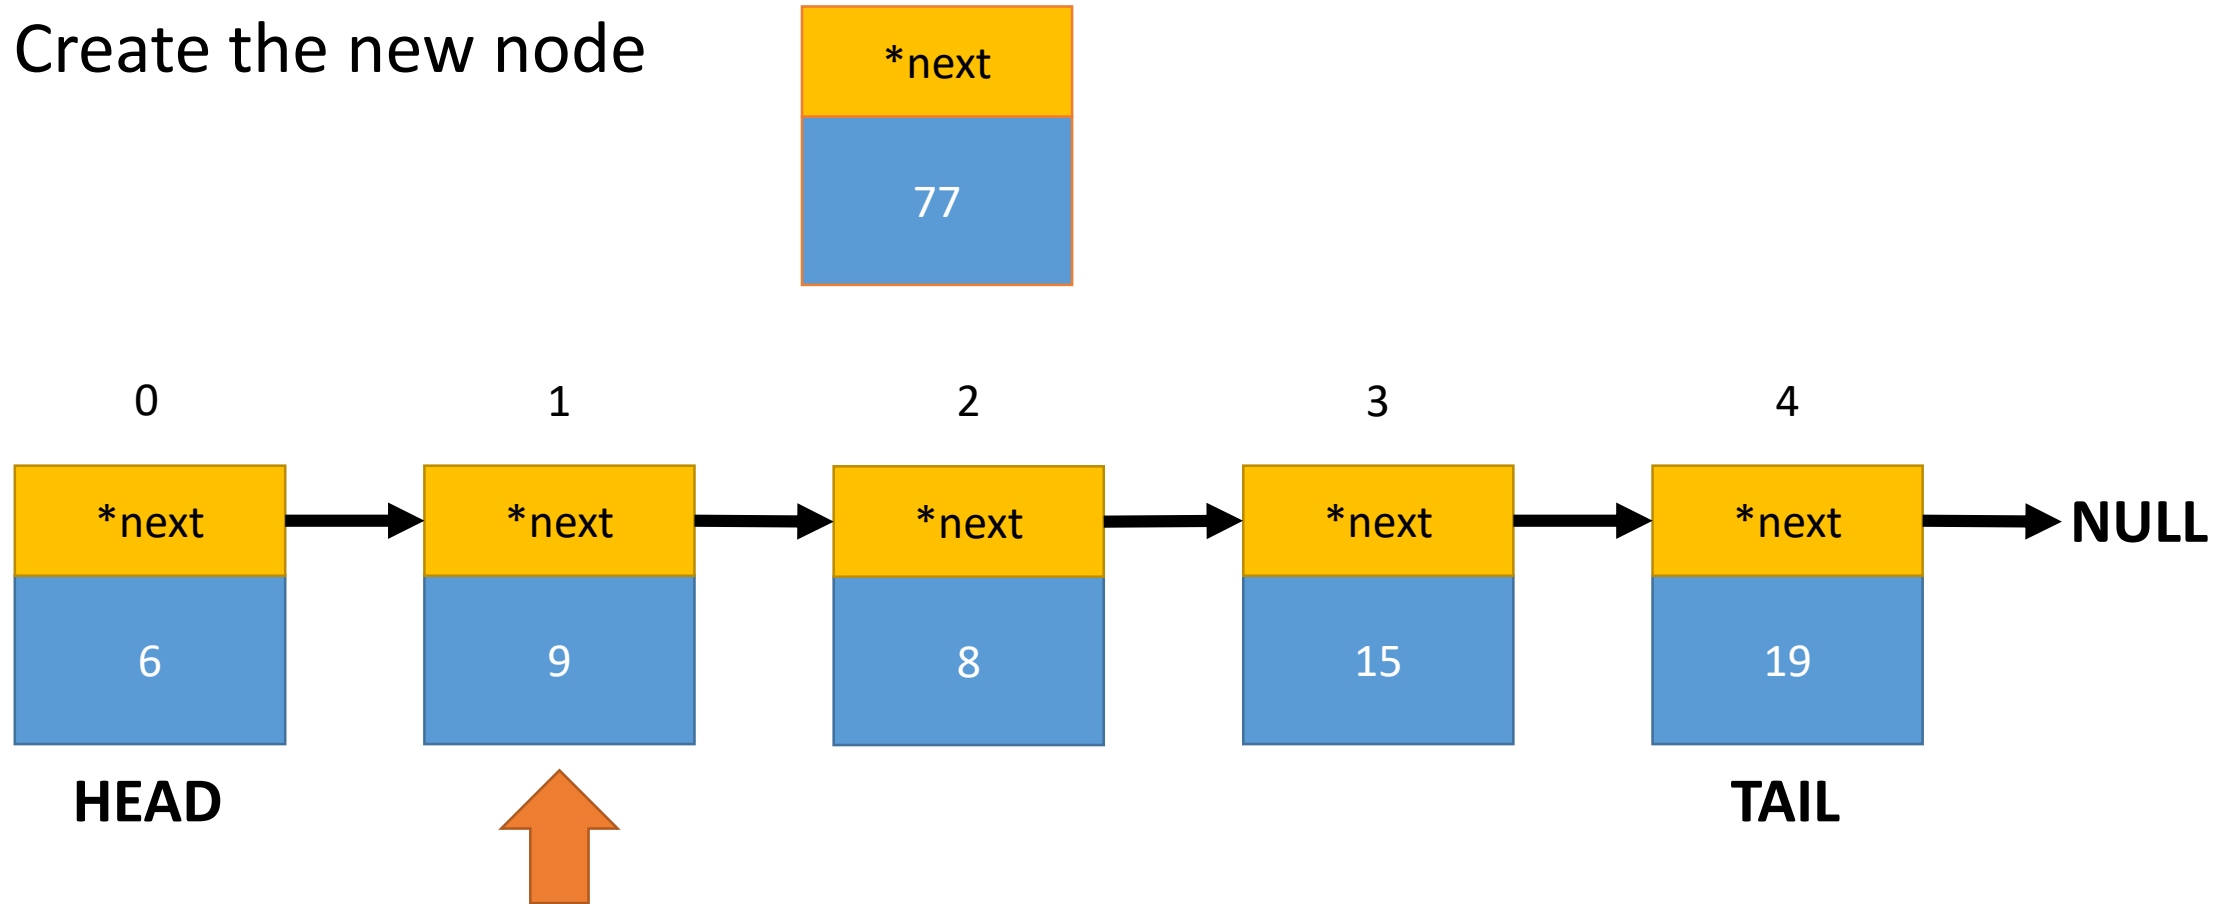 Create the new node
*next
77
0 1 2 3 4
*next *next *next *next *next NULL
6 9 8 15 19
HEAD TAIL